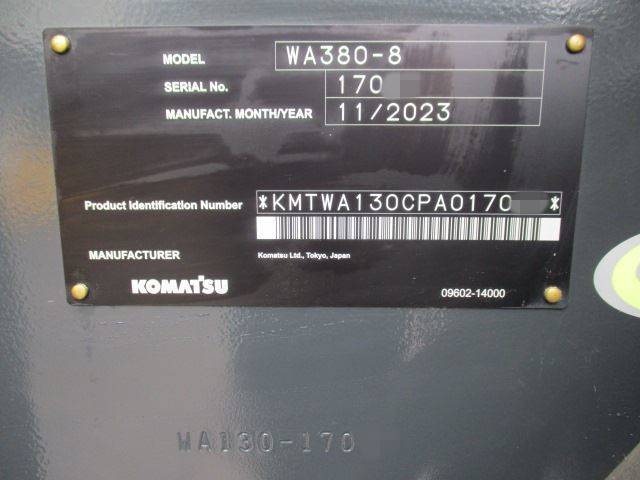 MODEL WA380-8
SERIAL No. 170
MANUFACT. MONTH/YEAR 11/2023
Product Identification Number *KMTWA130CPA0170 *
MANUFACTURER Komatsu Ltd., Tokyo, Japan
KOMATSU 09602-14000
WA130-170